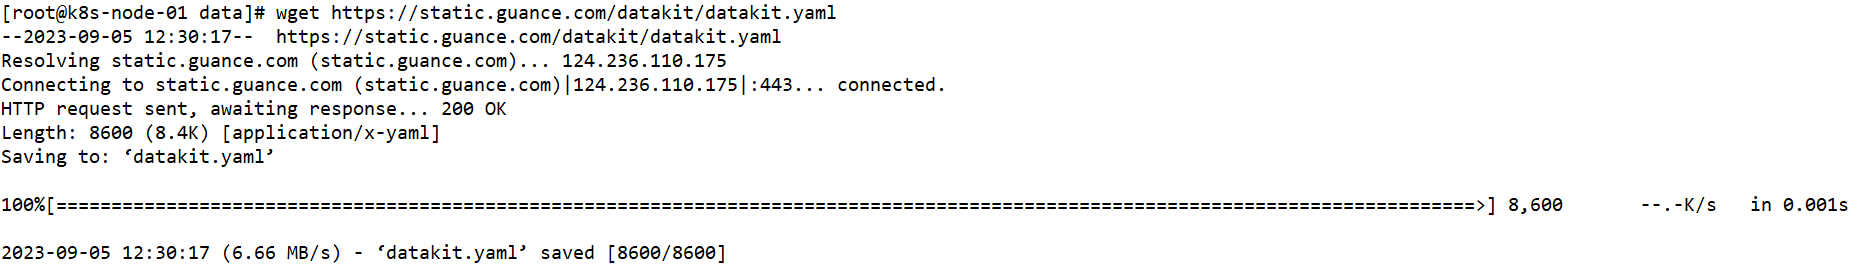 [root@k8s-node-01 data]# wget https://static.guance.com/datakit/datakit.yaml
--2023-09-05 12:30:17--  https://static.guance.com/datakit/datakit.yaml
Resolving static.guance.com (static.guance.com)... 124.236.110.175
Connecting to static.guance.com (static.guance.com)|124.236.110.175|:443... connected.
HTTP request sent, awaiting response... 200 OK
Length: 8600 (8.4K) [application/x-yaml]
Saving to: ‘datakit.yaml’
100%[=================================================================================================================================>] 8,600       --.-K/s   in 0.001s
2023-09-05 12:30:17 (6.66 MB/s) - ‘datakit.yaml’ saved [8600/8600]